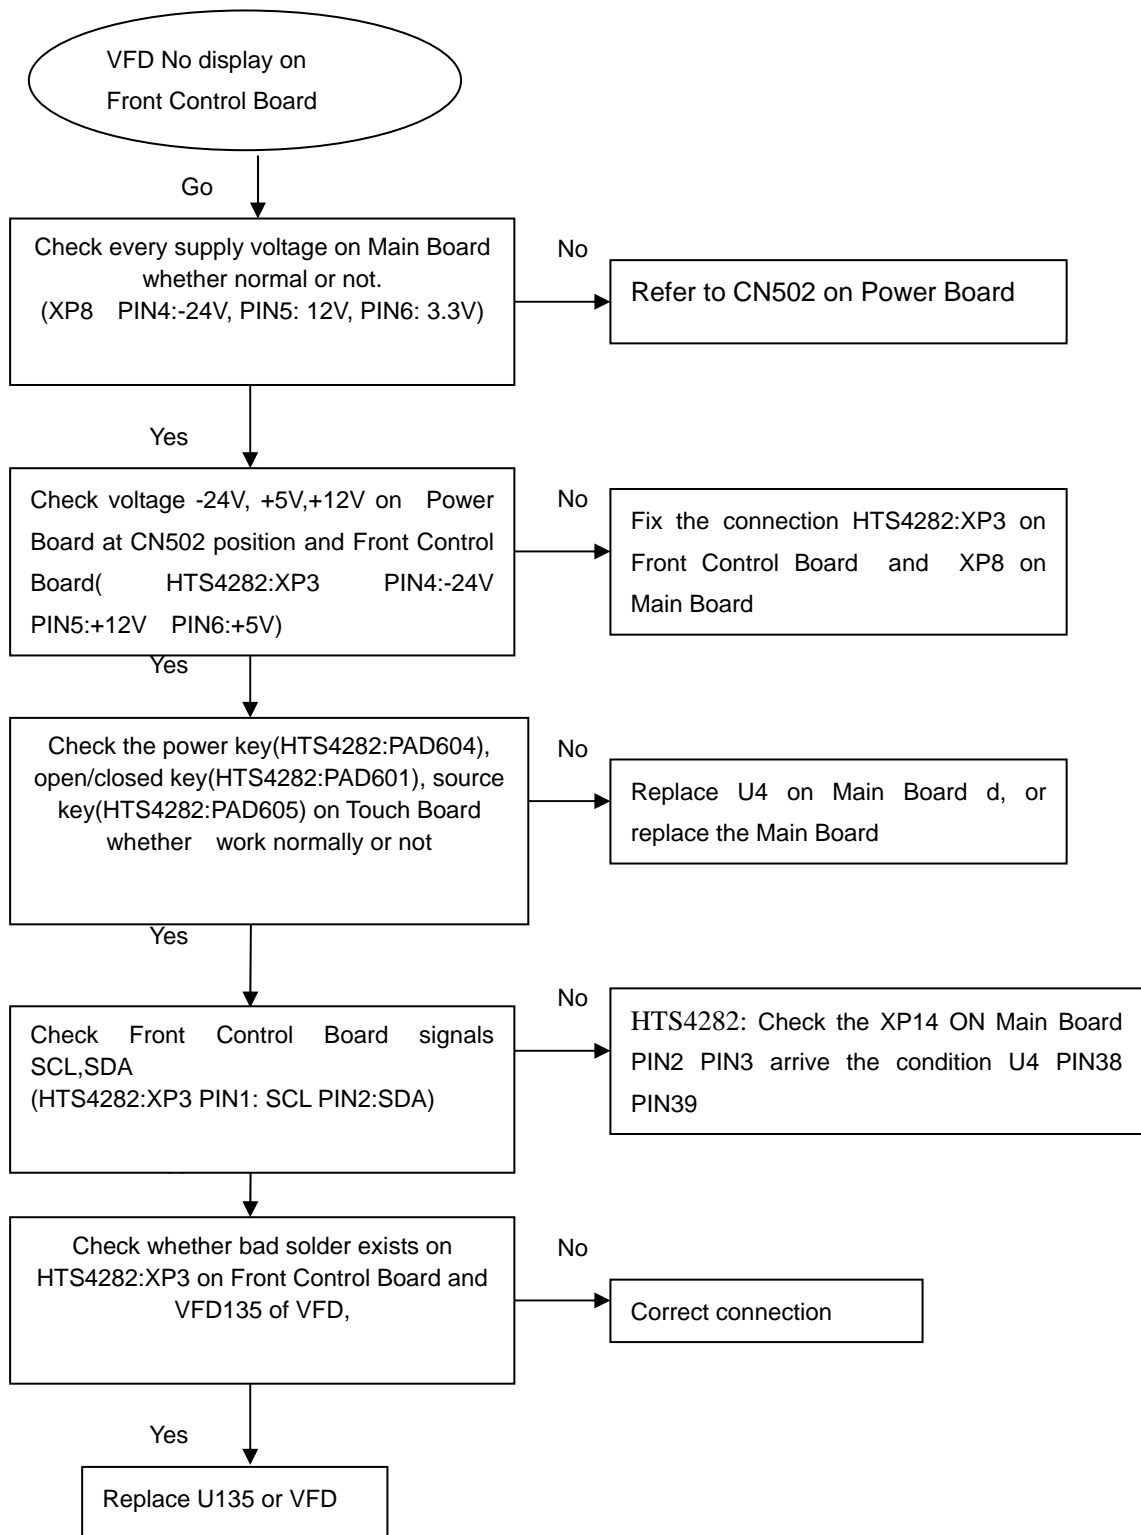 VFD No display on
Front Control Board
Go
Check every supply voltage on Main Board
whether normal or not.
(XP8 PIN4:-24V, PIN5: 12V, PIN6: 3.3V)
No
Refer to CN502 on Power Board
Yes
Check voltage -24V, +5V,+12V on Power
Board at CN502 position and Front Control
Board( HTS4282:XP3 PIN4:-24V
PIN5:+12V PIN6:+5V)
No
Fix the connection HTS4282:XP3 on
Front Control Board and XP8 on
Main Board
Yes
Check the power key(HTS4282:PAD604),
open/closed key(HTS4282:PAD601), source
key(HTS4282:PAD605) on Touch Board
whether work normally or not
No
Replace U4 on Main Board d, or
replace the Main Board
Yes
Check Front Control Board signals
SCL,SDA
(HTS4282:XP3 PIN1: SCL PIN2:SDA)
No
HTS4282: Check the XP14 ON Main Board
PIN2 PIN3 arrive the condition U4 PIN38
PIN39
Check whether bad solder exists on
HTS4282:XP3 on Front Control Board and
VFD135 of VFD,
No
Correct connection
Yes
Replace U135 or VFD